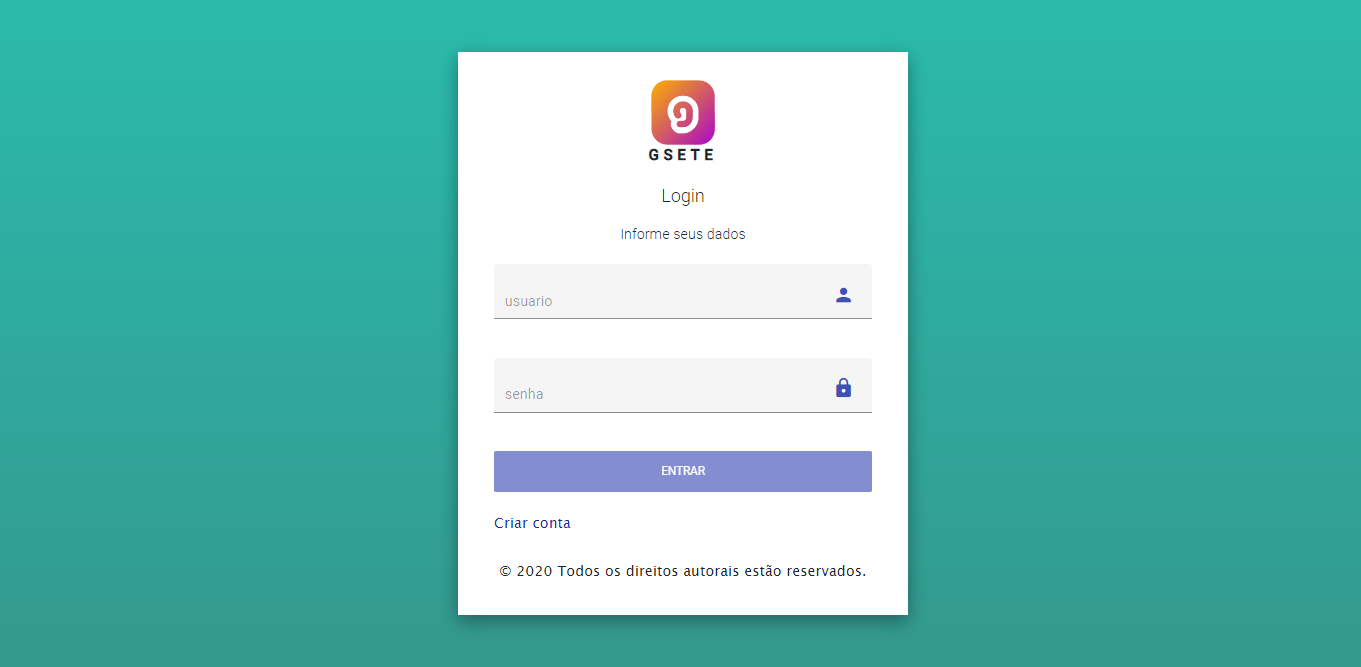 GSETE
Login
Informe seus dados
usuario
senha
ENTRAR
Criar conta
© 2020 Todos os direitos autorais estão reservados.